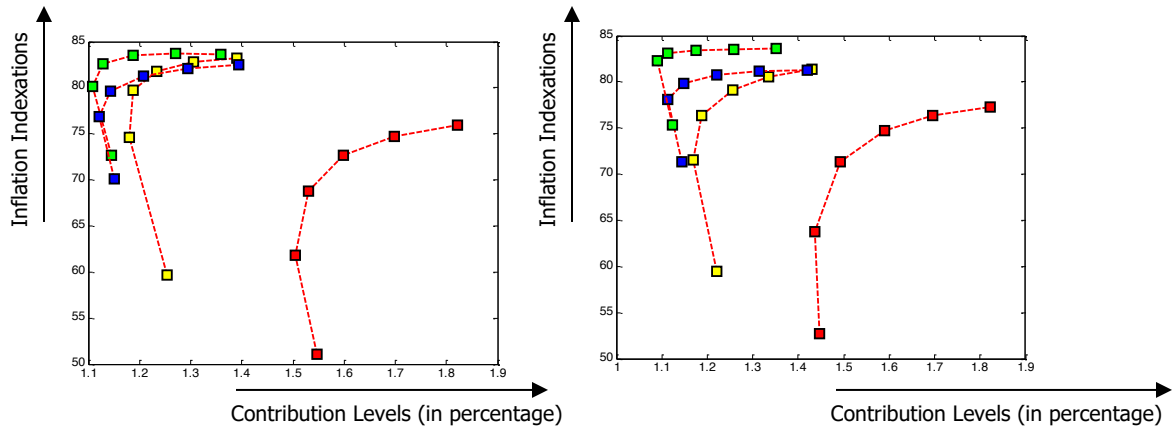 Inflation Indexations
85
80
75
70
65
60
55
50
1.1 1.2 1.3 1.4 1.5 1.6 1.7 1.8 1.9
Contribution Levels (in percentage)
Inflation Indexations
85
80
75
70
65
60
55
50
1 1.1 1.2 1.3 1.4 1.5 1.6 1.7 1.8 1.9
Contribution Levels (in percentage)